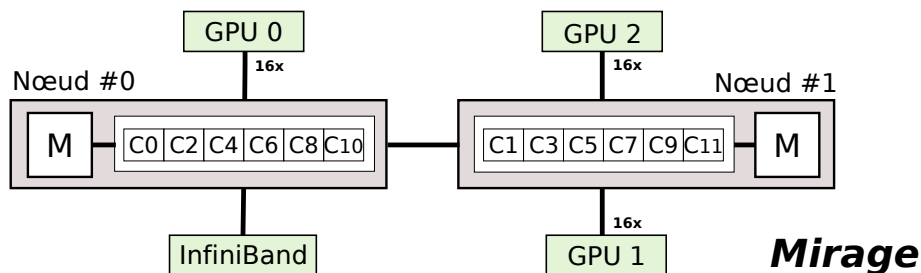 GPU 0
GPU 2
16x
16x
Nœud #0
Nœud #1
M
C0 C2 C4 C6 C8 C10
C1 C3 C5 C7 C9 C11
M
16x
InfiniBand
GPU 1
Mirage